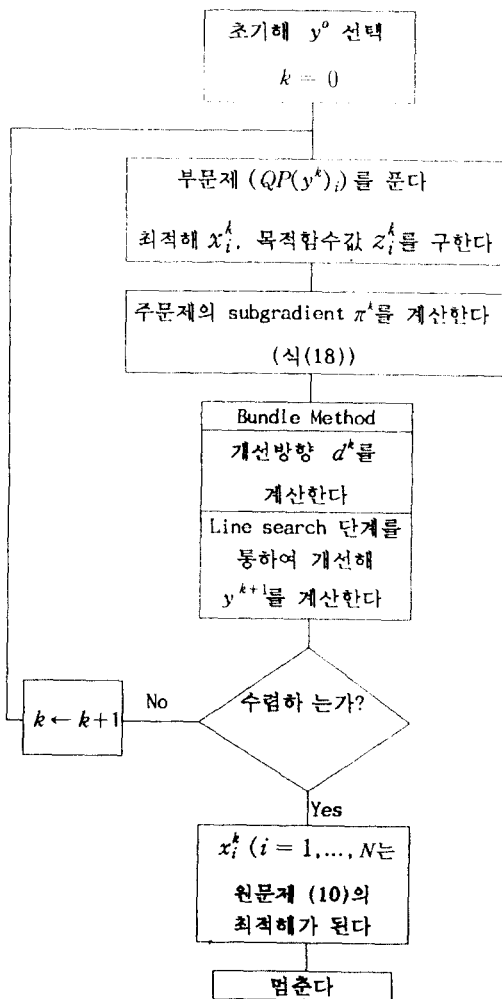 초기해 y⁰ 선택
k = 0
부문제 (QP(yᵏ)ᵢ)를 푼다
최적해 xᵢᵏ, 목적함수값 zᵢᵏ를 구한다
주문제의 subgradient πᵏ를 계산한다
(식(18))
Bundle Method
개선방향 dᵏ를
계산한다
Line search 단계를
통하여 개선해
yᵏ⁺¹를 계산한다
수렴하 는가?
No
k ← k+1
Yes
xᵢᵏ (i = 1,..., N는
원문제 (10)의
최적해가 된다
멈춘다